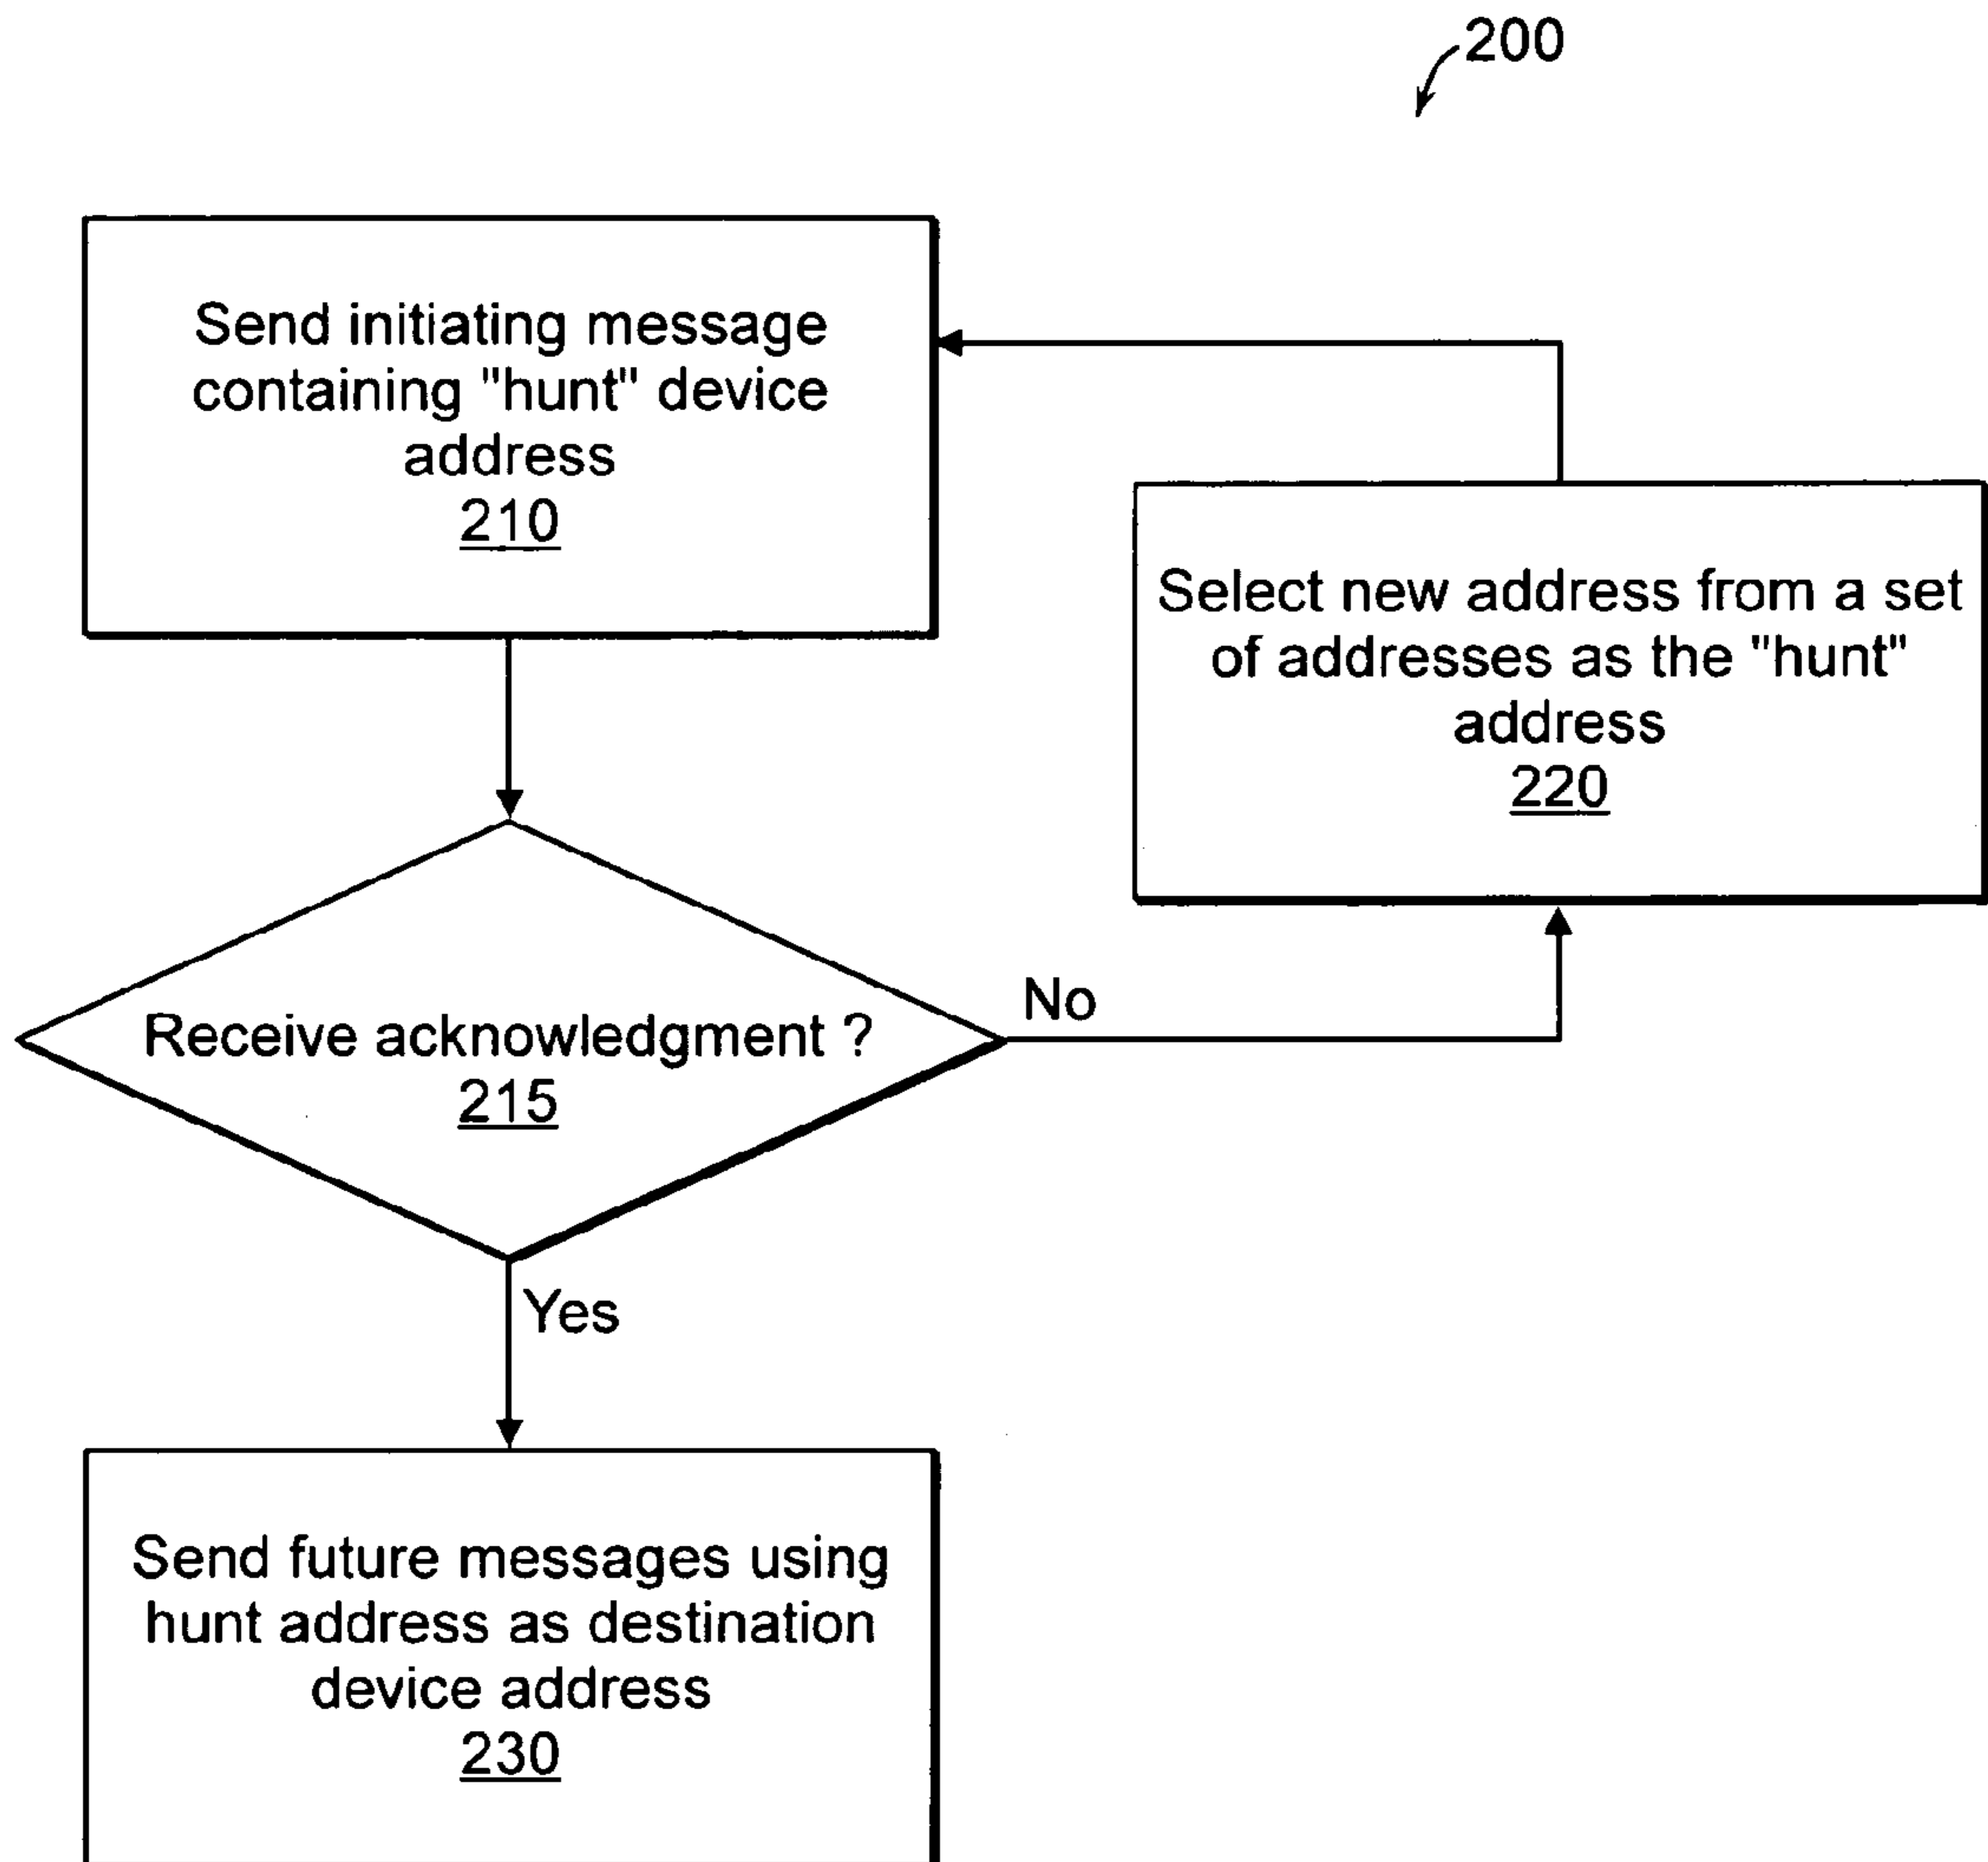 200
Send initiating message
containing "hunt" device
address
210
Select new address from a set
of addresses as the "hunt"
address
220
Receive acknowledgment ?
215
No
Yes
Send future messages using
hunt address as destination
device address
230